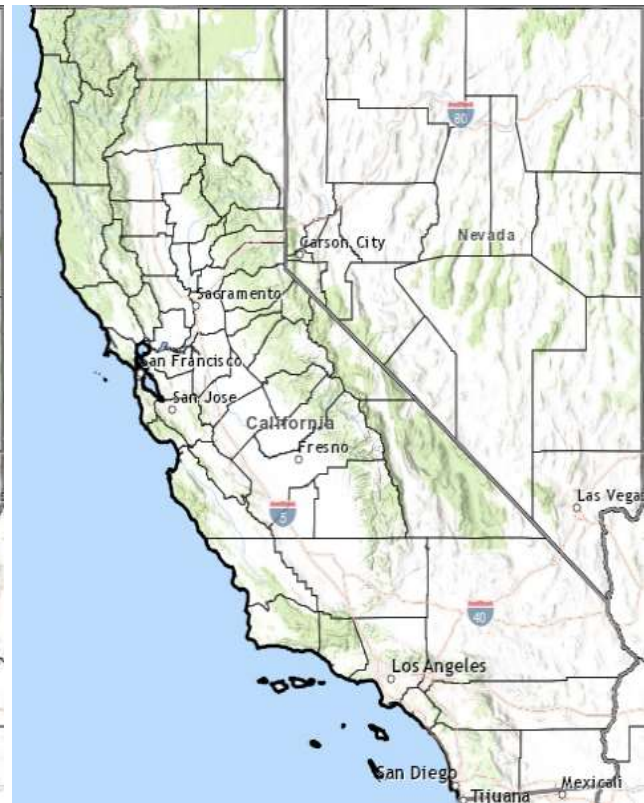 80
Nevada
Carson City
Sacramento
San Francisco
San Jose
California
Fresno
5
Las Vegas
40
Los Angeles
San Diego
Tijuana
Mexicali